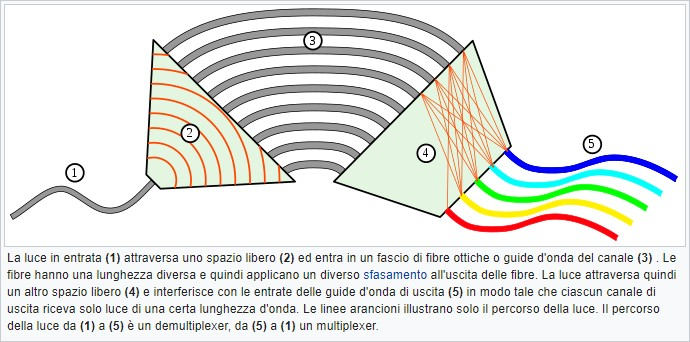 1
2
3
4
5
La luce in entrata (1) attraversa uno spazio libero (2) ed entra in un fascio di fibre ottiche o guide d'onda del canale (3) . Le
fibre hanno una lunghezza diversa e quindi applicano un diverso sfasamento all'uscita delle fibre. La luce attraversa quindi
un altro spazio libero (4) e interferisce con le entrate delle guide d'onda di uscita (5) in modo tale che ciascun canale di
uscita riceva solo luce di una certa lunghezza d'onda. Le linee arancioni illustrano solo il percorso della luce. Il percorso
della luce da (1) a (5) è un demultiplexer, da (5) a (1) un multiplexer.